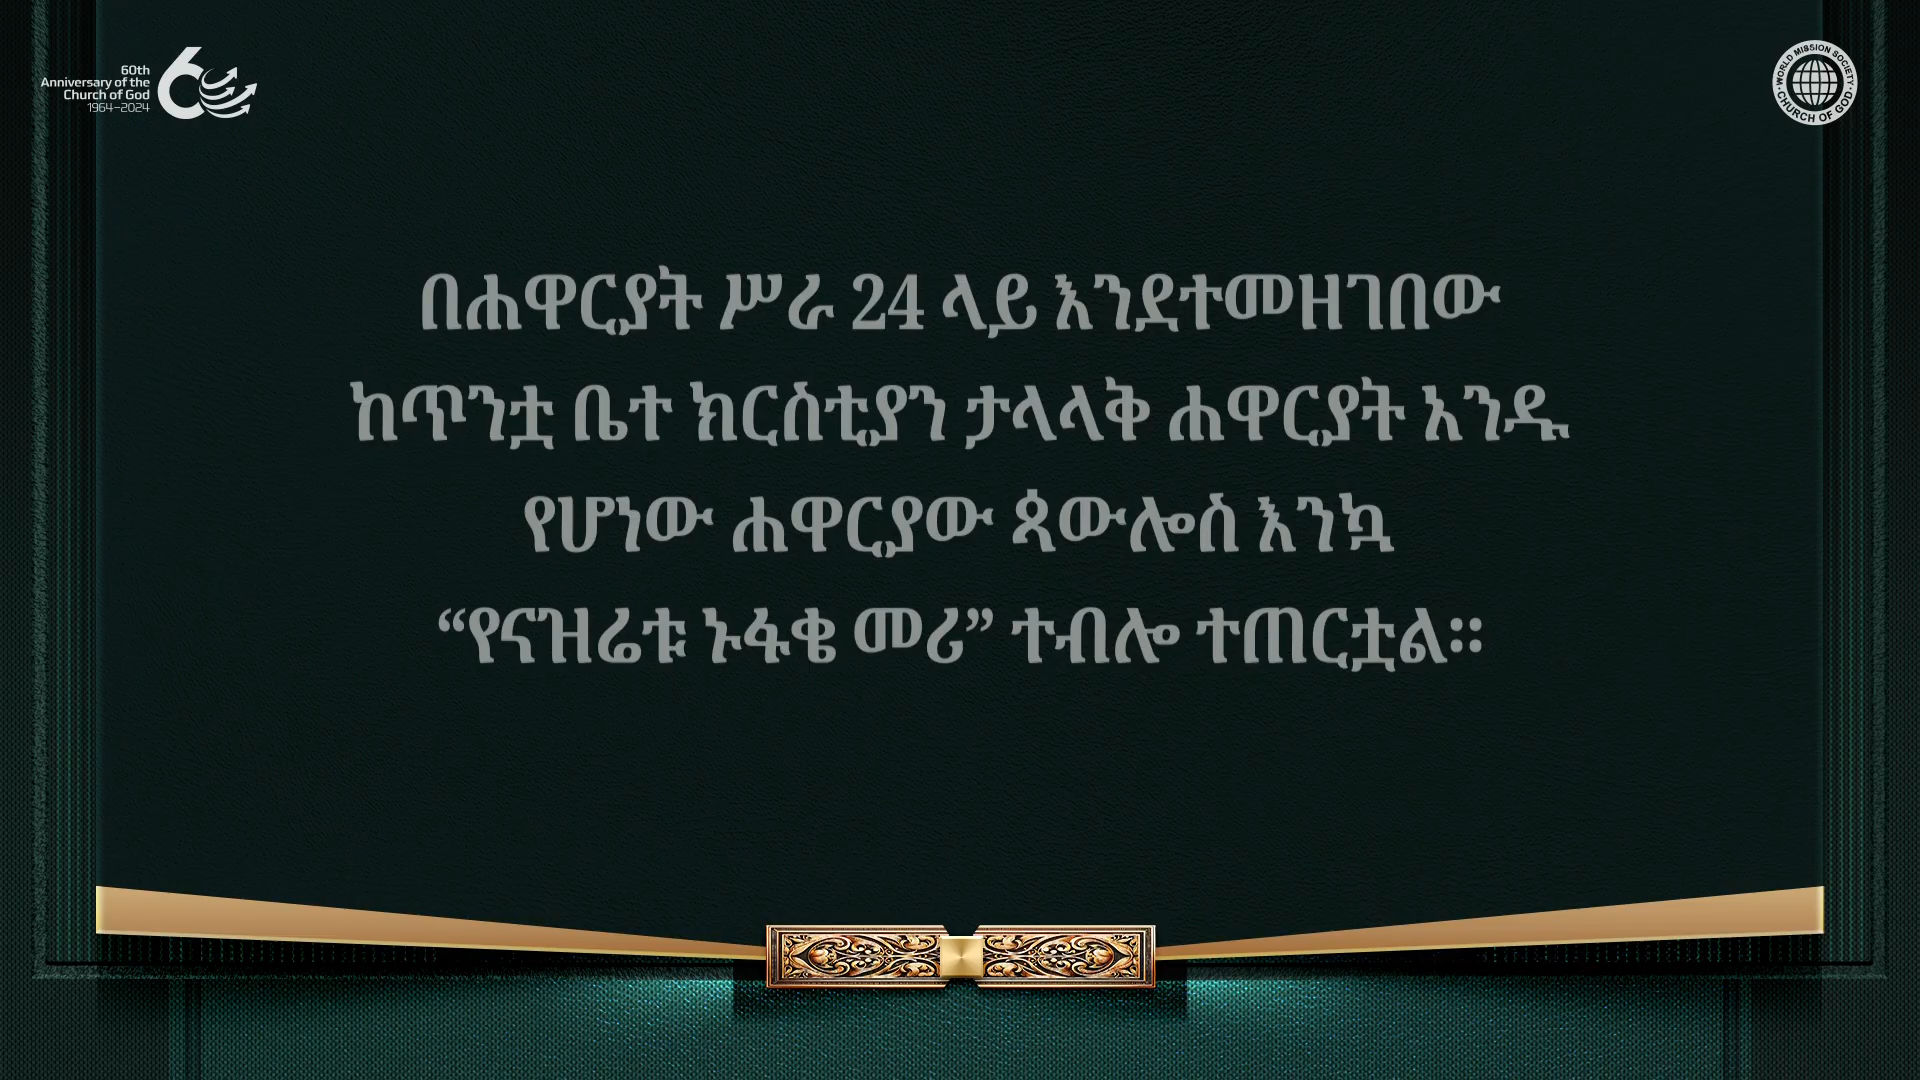 60th
Anniversary of the
Church of God
1964–2024
WORLD MISSION SOCIETY
CHURCH OF GOD
በሐዋርያት ሥራ 24 ላይ እንደተመዘገበው
ከጥንቷ ቤተ ክርስቲያን ታላላቅ ሐዋርያት አንዱ
የሆነው ሐዋርያው ጳውሎስ እንኳ
“የናዝሬቱ ኑፋቄ መሪ” ተብሎ ተጠርቷል።